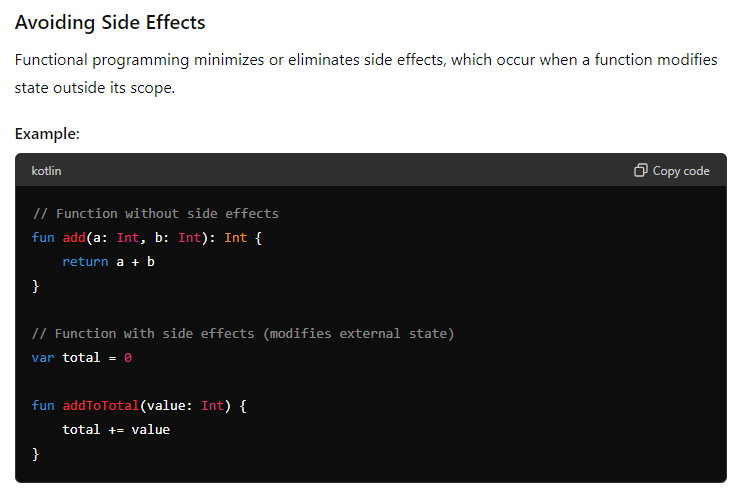 Avoiding Side Effects
Functional programming minimizes or eliminates side effects, which occur when a function modifies
state outside its scope.
Example:
kotlin
Copy code
// Function without side effects
fun add(a: Int, b: Int): Int {
    return a + b
}
// Function with side effects (modifies external state)
var total = 0
fun addToTotal(value: Int) {
    total += value
}